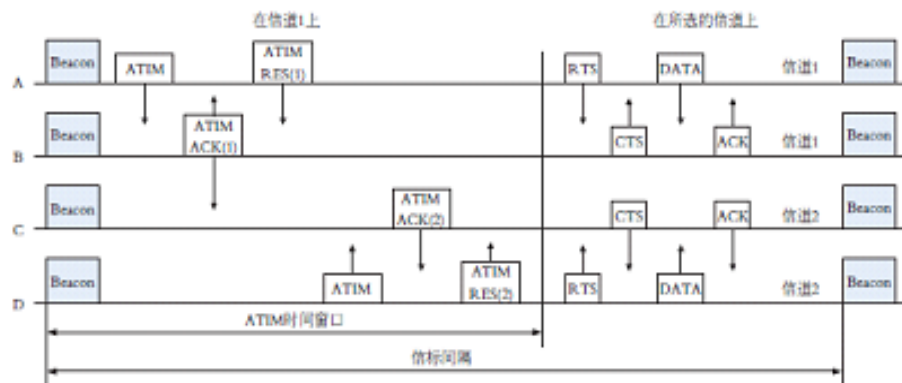 在信道1上
在所选的信道上
Beacon ATIM ATIM RES(1) RTS DATA 信道1 Beacon
A
Beacon ATIM ACK(1) CTS ACK 信道1 Beacon
B
Beacon ATIM ACK(2) CTS ACK 信道2 Beacon
C
Beacon ATIM ATIM RES(2) RTS DATA 信道2 Beacon
D
ATIM时间窗口
信标间隔